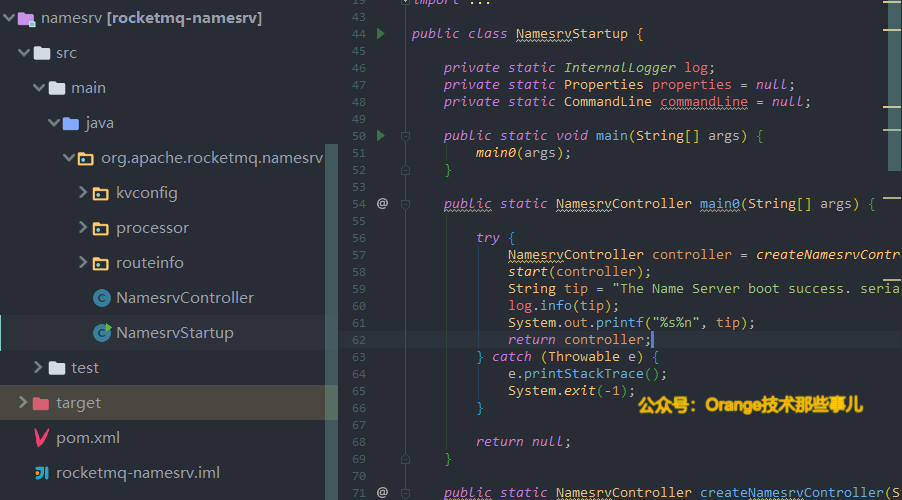 namesrv [rocketmq-namesrv]
src
main
java
org.apache.rocketmq.namesrv
kvconfig
processor
routeinfo
NamesrvController
NamesrvStartup
test
target
pom.xml
rocketmq-namesrv.iml
import ...
43
44 public class NamesrvStartup {
45
46 private static InternalLogger log;
47 private static Properties properties = null;
48 private static CommandLine commandLine = null;
49
50 public static void main(String[] args) {
51 main0(args);
52 }
53
54 @ public static NamesrvController main0(String[] args) {
55
56 try {
57 NamesrvController controller = createNamesrvContr
58 start(controller);
59 String tip = "The Name Server boot success. seria
60 log.info(tip);
61 System.out.printf("%s%n", tip);
62 return controller;
63 } catch (Throwable e) {
64 e.printStackTrace();
65 System.exit(-1);
66 }
67
68 return null;
69 }
70
71 @ public static NamesrvController createNamesrvController(S
公众号：Orange技术那些事儿